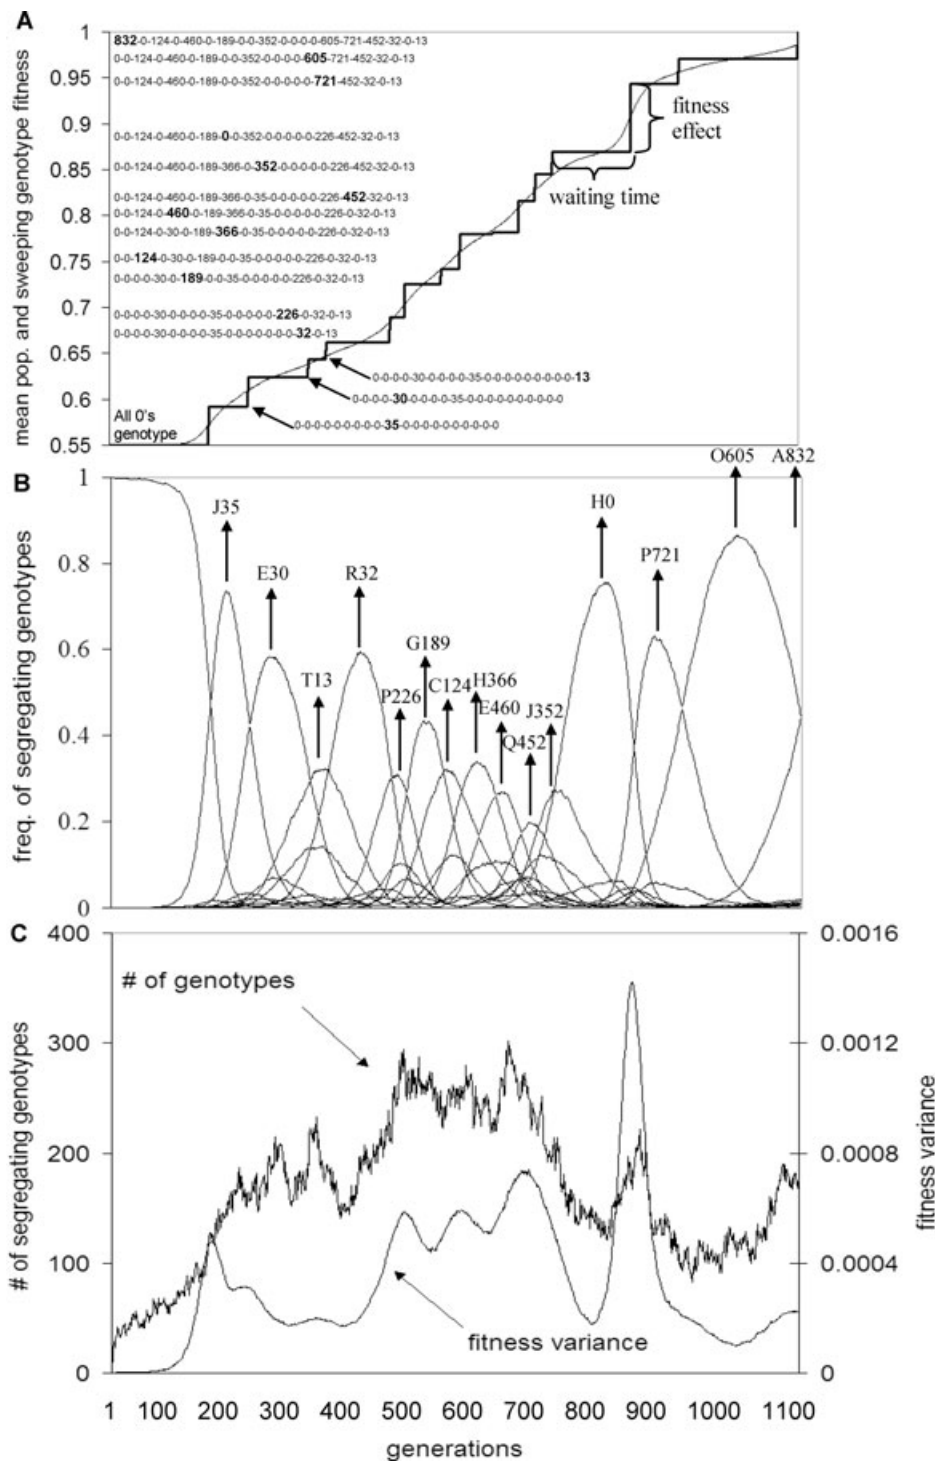 A
mean pop. and sweeping genotype fitness
1
0.95
0.9
0.85
0.8
0.75
0.7
0.65
0.6
0.55
832-0-124-0-460-0-189-0-0-352-0-0-0-0-605-721-452-32-0-13
0-0-124-0-460-0-189-0-0-352-0-0-0-0-605-721-452-32-0-13
0-0-124-0-460-0-189-0-0-352-0-0-0-0-0-721-452-32-0-13
0-0-124-0-460-0-189-0-0-352-0-0-0-0-0-226-452-32-0-13
0-0-124-0-460-0-189-366-0-352-0-0-0-0-0-226-452-32-0-13
0-0-124-0-460-0-189-366-0-35-0-0-0-0-0-226-452-32-0-13
0-0-124-0-460-0-189-366-0-35-0-0-0-0-0-226-0-32-0-13
0-0-124-0-30-0-189-366-0-35-0-0-0-0-0-226-0-32-0-13
0-0-124-0-30-0-189-0-0-35-0-0-0-0-0-226-0-32-0-13
0-0-0-0-30-0-189-0-0-35-0-0-0-0-0-226-0-32-0-13
0-0-0-0-30-0-0-0-0-35-0-0-0-0-0-226-0-32-0-13
0-0-0-0-30-0-0-0-0-35-0-0-0-0-0-0-0-32-0-13
0-0-0-0-30-0-0-0-0-35-0-0-0-0-0-0-0-0-0-13
0-0-0-0-30-0-0-0-0-35-0-0-0-0-0-0-0-0-0-0
0-0-0-0-0-0-0-0-0-35-0-0-0-0-0-0-0-0-0-0
All 0's
genotype
fitness
effect
waiting time
B
freq. of segregating genotypes
1
0.8
0.6
0.4
0.2
0
J35
E30
T13
R32
P226
G189
C124
H366
E460
Q452
J352
H0
P721
O605
A832
C
# of segregating genotypes
400
300
200
100
0
# of genotypes
fitness variance
0.0016
0.0012
0.0008
0.0004
0
fitness variance
1 100 200 300 400 500 600 700 800 900 1000 1100
generations